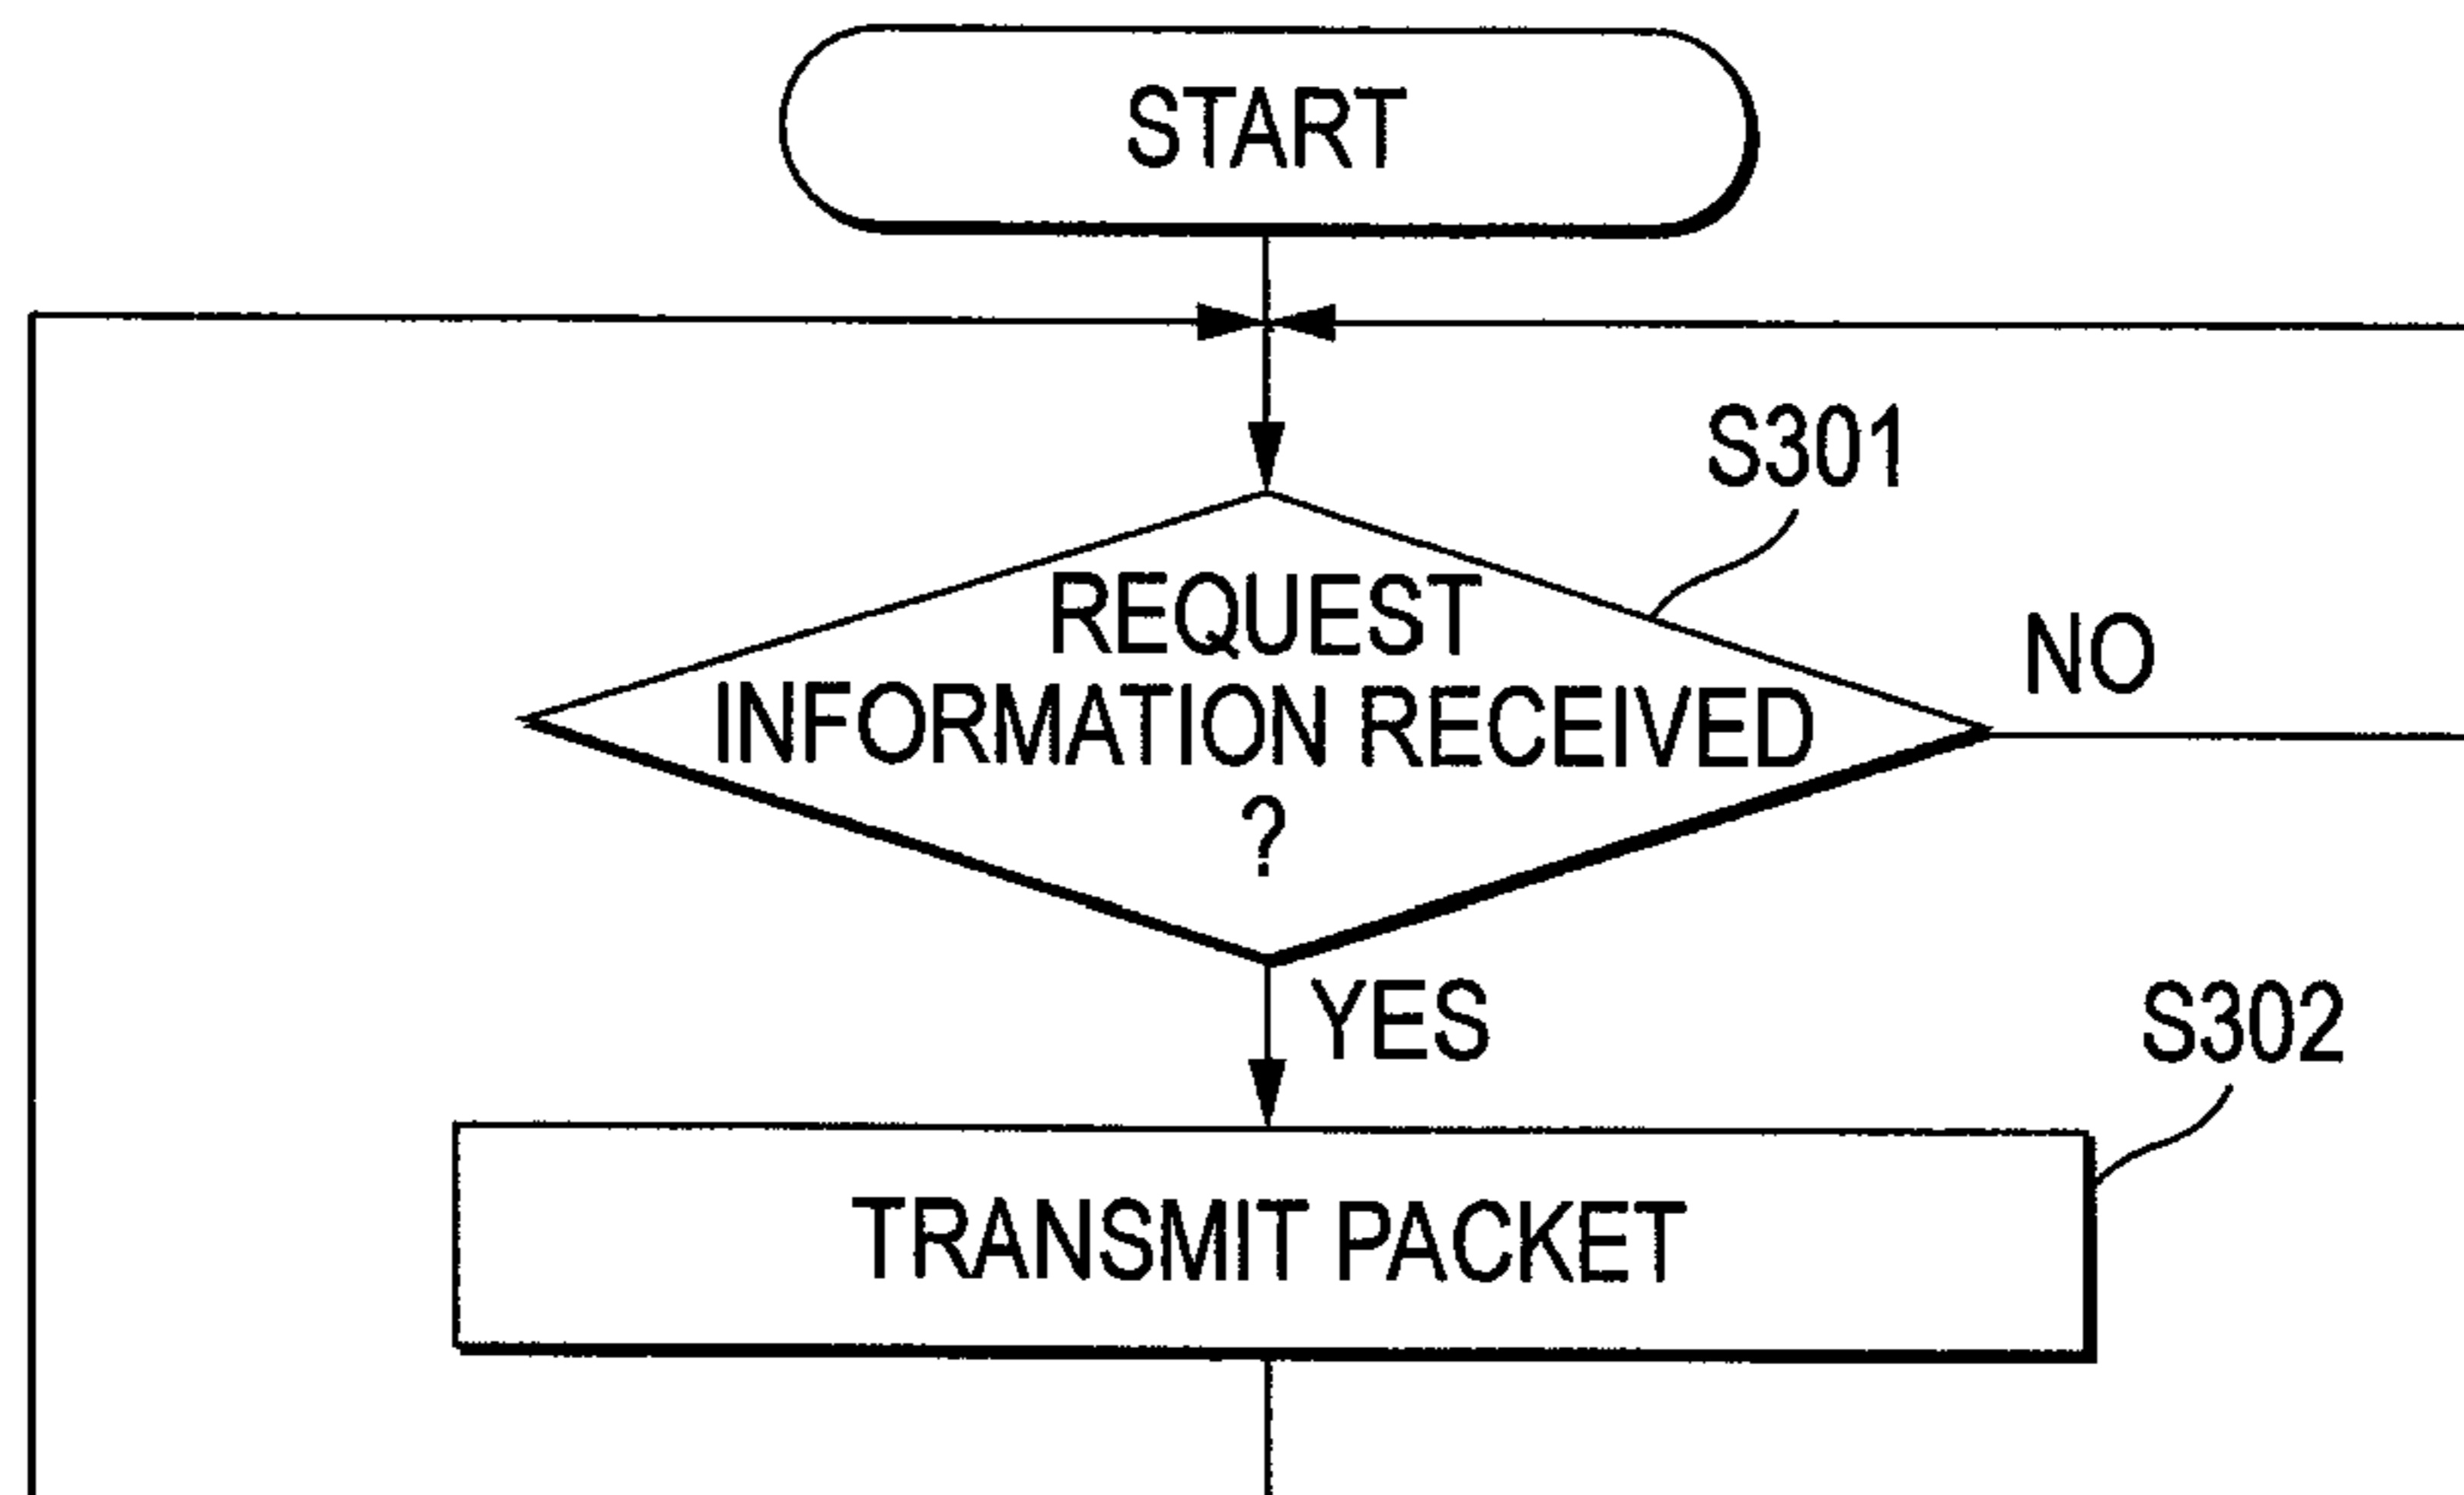 START
S301
REQUEST
INFORMATION RECEIVED
?
NO
YES
S302
TRANSMIT PACKET